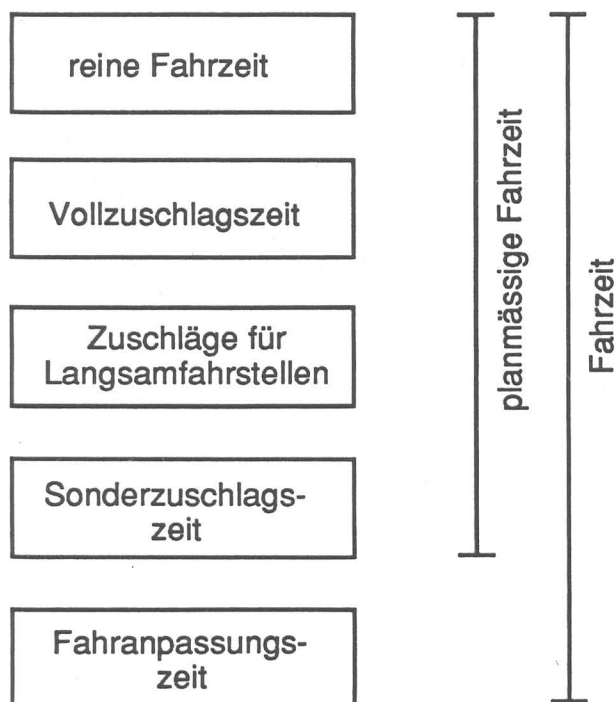 reine Fahrzeit
Vollzuschlagszeit
Zuschläge für
Langsamfahrstellen
Sonderzuschlags-
zeit
Fahranpassungs-
zeit
planmässige Fahrzeit
Fahrzeit